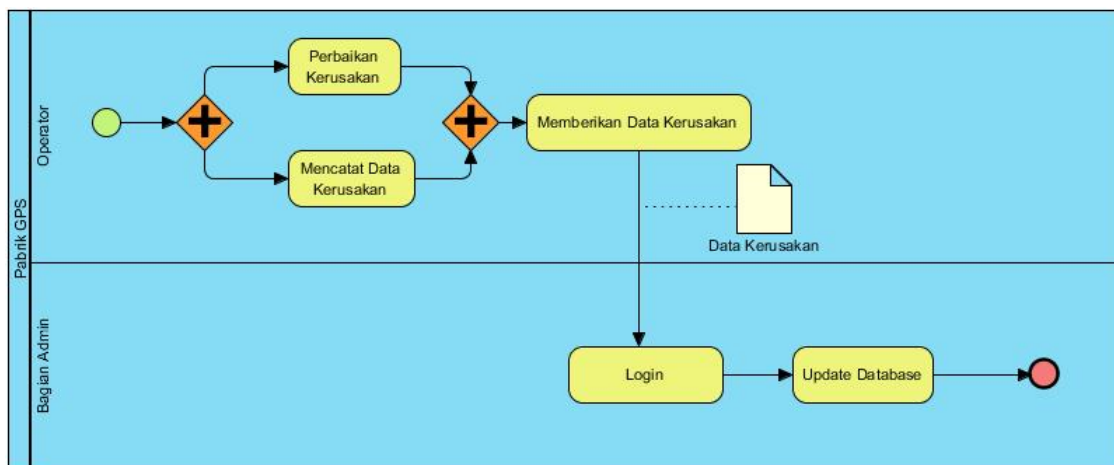 Pabrik GPS
Operator
Perbaikan
Kerusakan
Mencatat Data
Kerusakan
Memberikan Data Kerusakan
Data Kerusakan
Bagian Admin
Login
Update Database